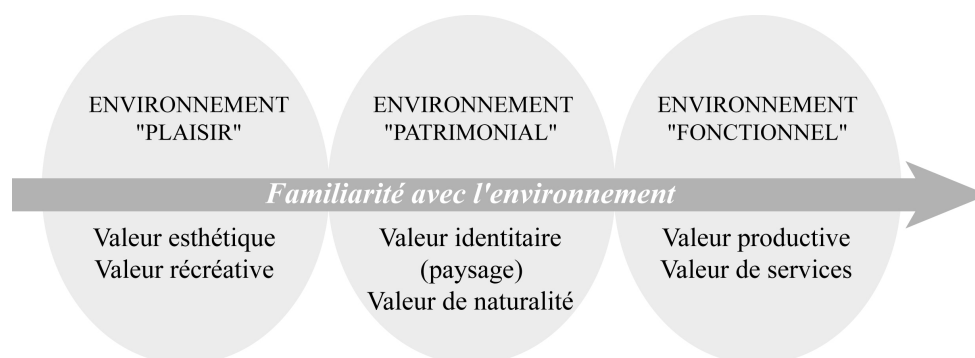 ENVIRONNEMENT
"PLAISIR"
ENVIRONNEMENT
"PATRIMONIAL"
ENVIRONNEMENT
"FONCTIONNEL"
Familiarité avec l'environnement
Valeur esthétique
Valeur récréative
Valeur identitaire
(paysage)
Valeur de naturalité
Valeur productive
Valeur de services